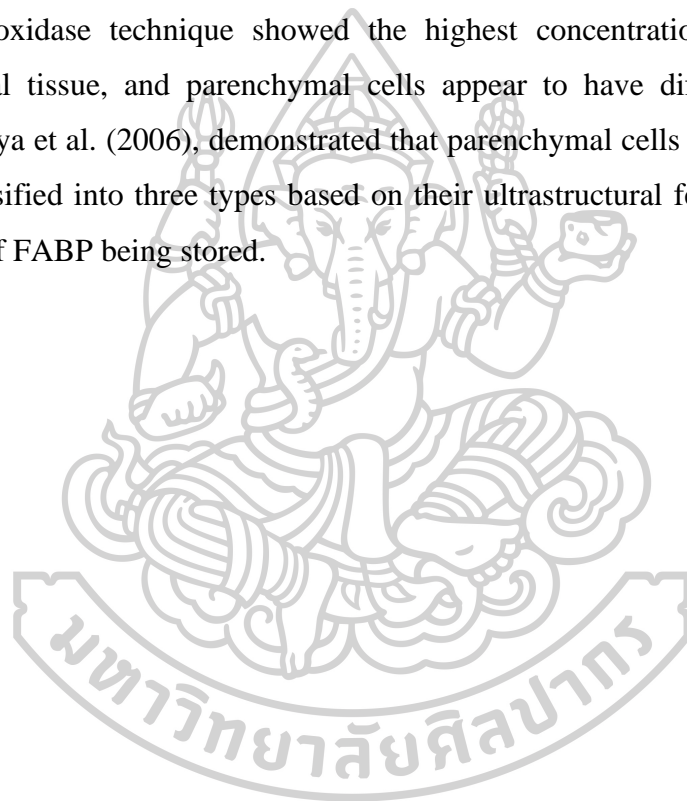 oxidase technique showed the highest concentratio
al tissue, and parenchymal cells appear to have di
ya et al. (2006), demonstrated that parenchymal cells
sified into three types based on their ultrastructural f
f FABP being stored.
มหาวิทยาลัยศิลปากร